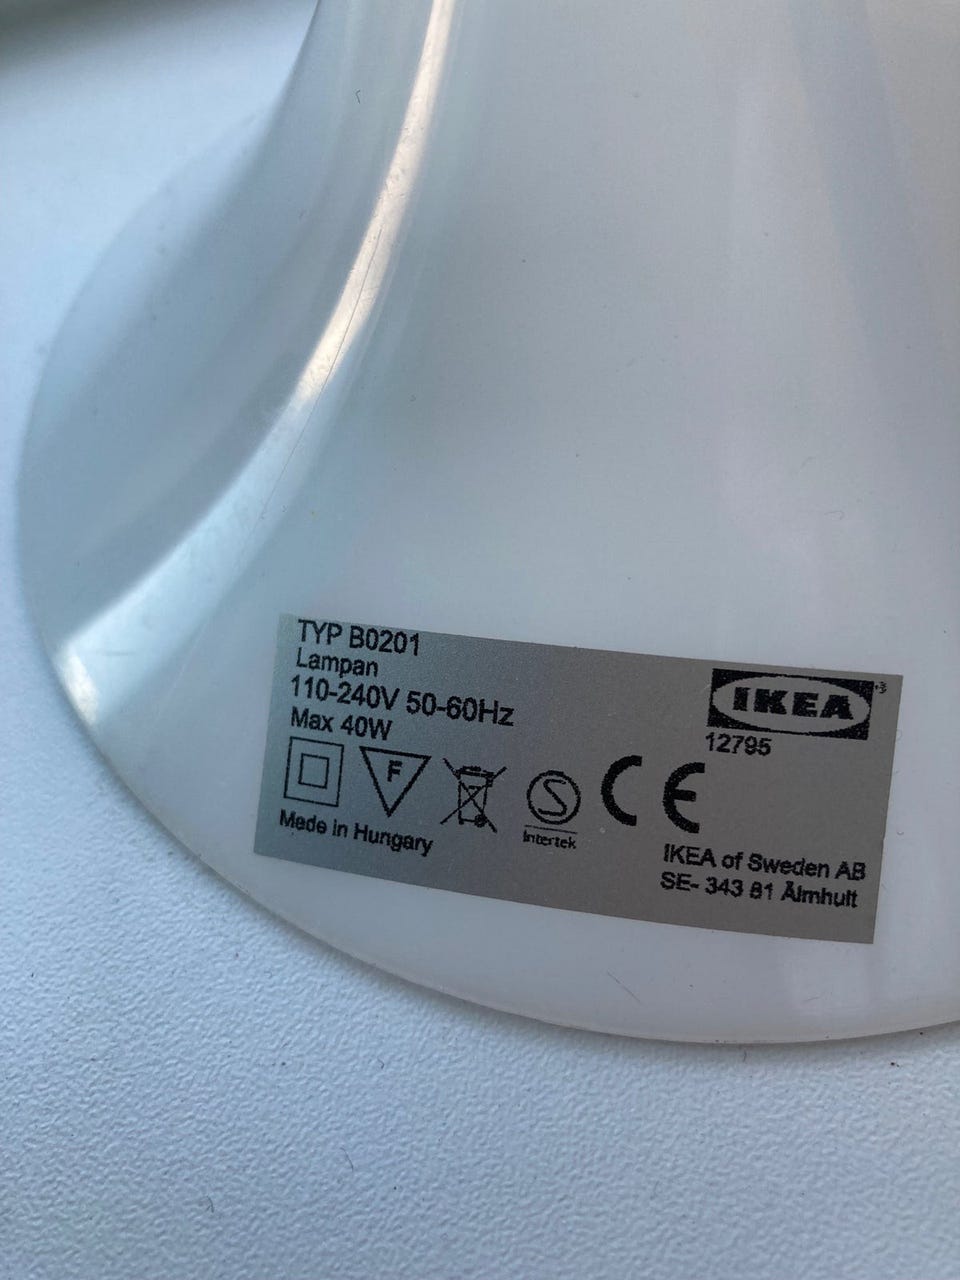 TYP B0201
Lampan
110-240V 50-60Hz
Max 40W
IKEA
12795
F
S
Intertek
CE
Made in Hungary
IKEA of Sweden AB
SE- 343 81 Älmhult